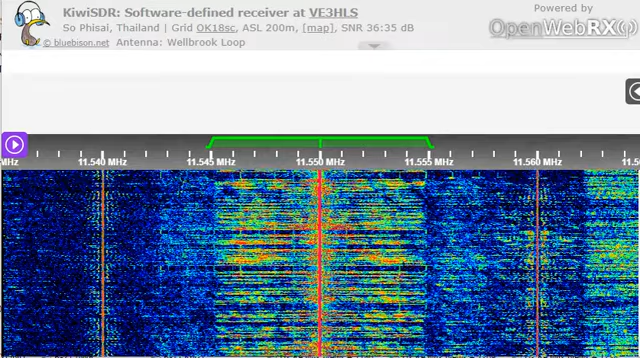 KiwiSDR: Software-defined receiver at VE3HLS
Powered by
So Phisai, Thailand | Grid OK18sc, ASL 200m, [map], SNR 36:35 dB
OpenWebRX
© bluebison.net Antenna: Wellbrook Loop
MHz 11.540 MHz 11.545 MHz 11.550 MHz 11.555 MHz 11.560 MHz 11.5